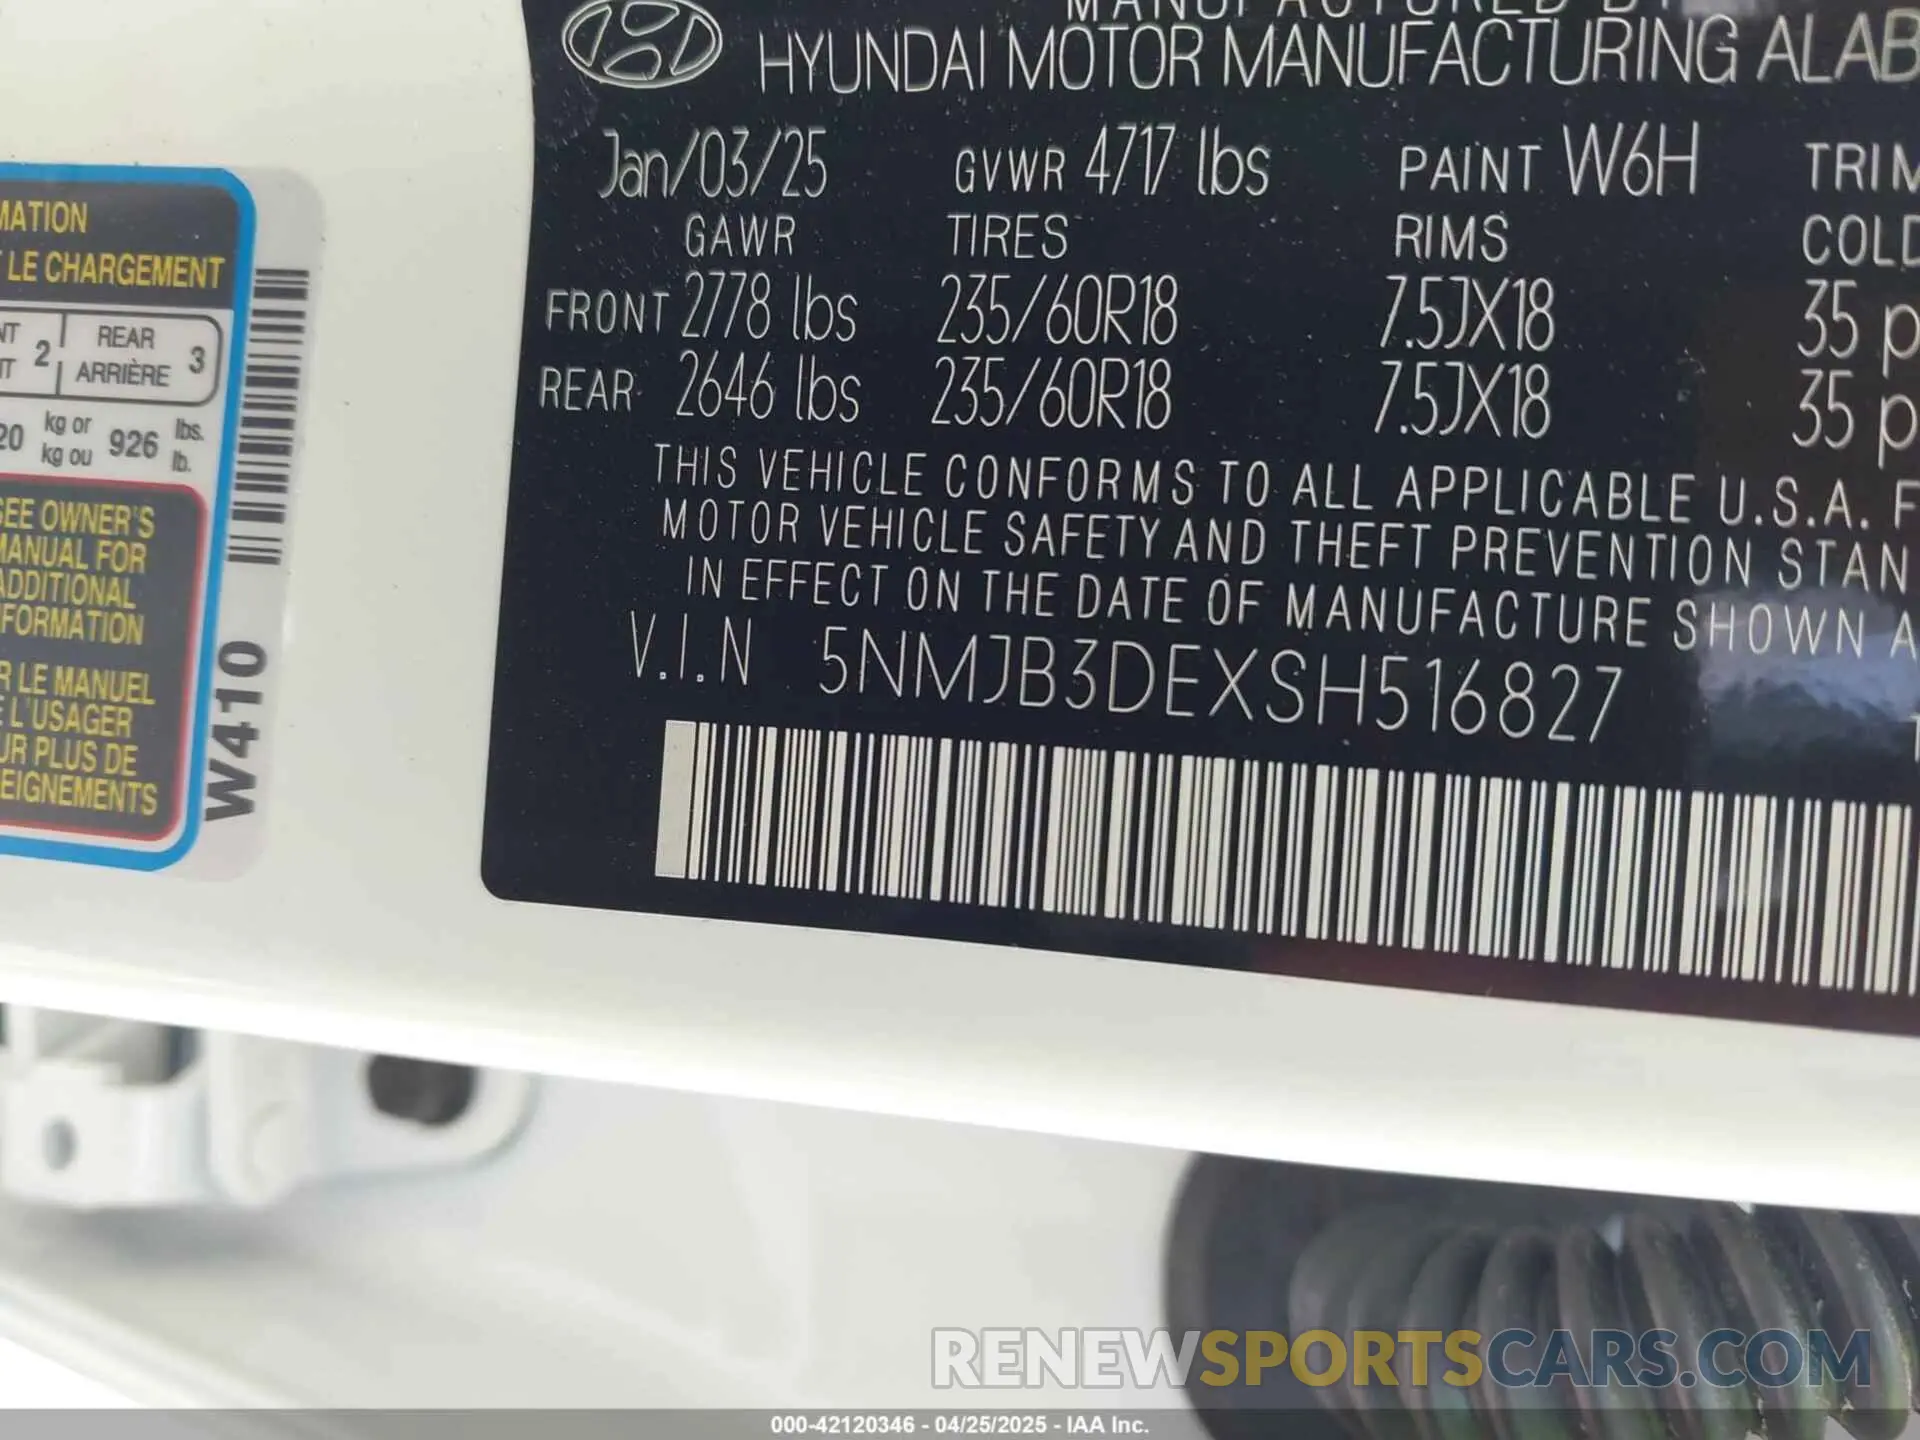 MATION
LE CHARGEMENT
2 REAR ARRIÈRE 3
20 kg or kg ou 926 lbs. lb.
SEE OWNER'S
MANUAL FOR
ADDITIONAL
FORMATION
R LE MANUEL
L'USAGER
UR PLUS DE
EIGNEMENTS
W410
MANUFACTURED BY
HYUNDAI MOTOR MANUFACTURING ALAB
Jan/03/25 GVWR 4717 lbs PAINT W6H TRIM
GAWR TIRES RIMS COLD
FRONT 2778 lbs 235/60R18 7.5JX18 35 p
REAR 2646 lbs 235/60R18 7.5JX18 35 p
THIS VEHICLE CONFORMS TO ALL APPLICABLE U.S.A. F
MOTOR VEHICLE SAFETY AND THEFT PREVENTION STAN
IN EFFECT ON THE DATE OF MANUFACTURE SHOWN A
V.I.N 5NMJB3DEXSH516827
RENEWSPORTSCARS.COM
000-42120346 - 04/25/2025 - IAA Inc.